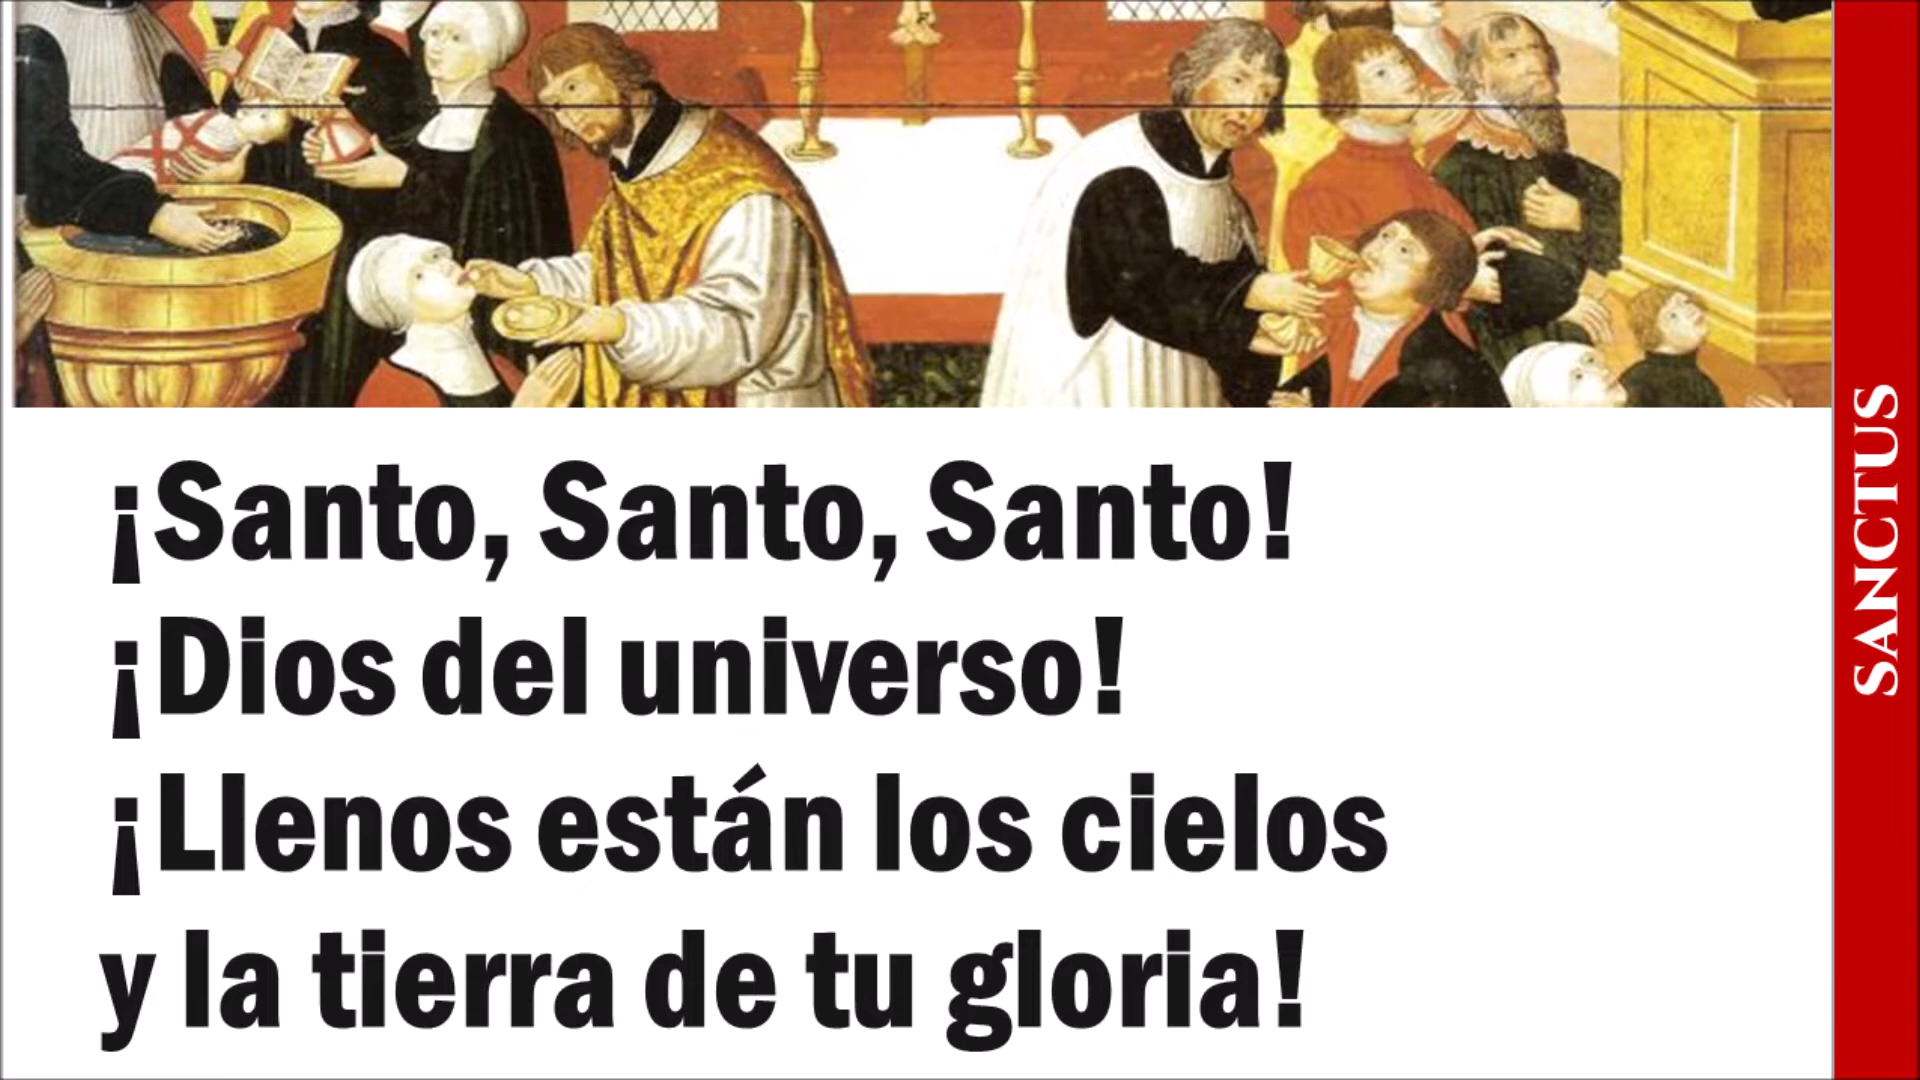 ¡Santo, Santo, Santo!
¡Dios del universo!
¡Llenos están los cielos
y la tierra de tu gloria!
SANCTUS